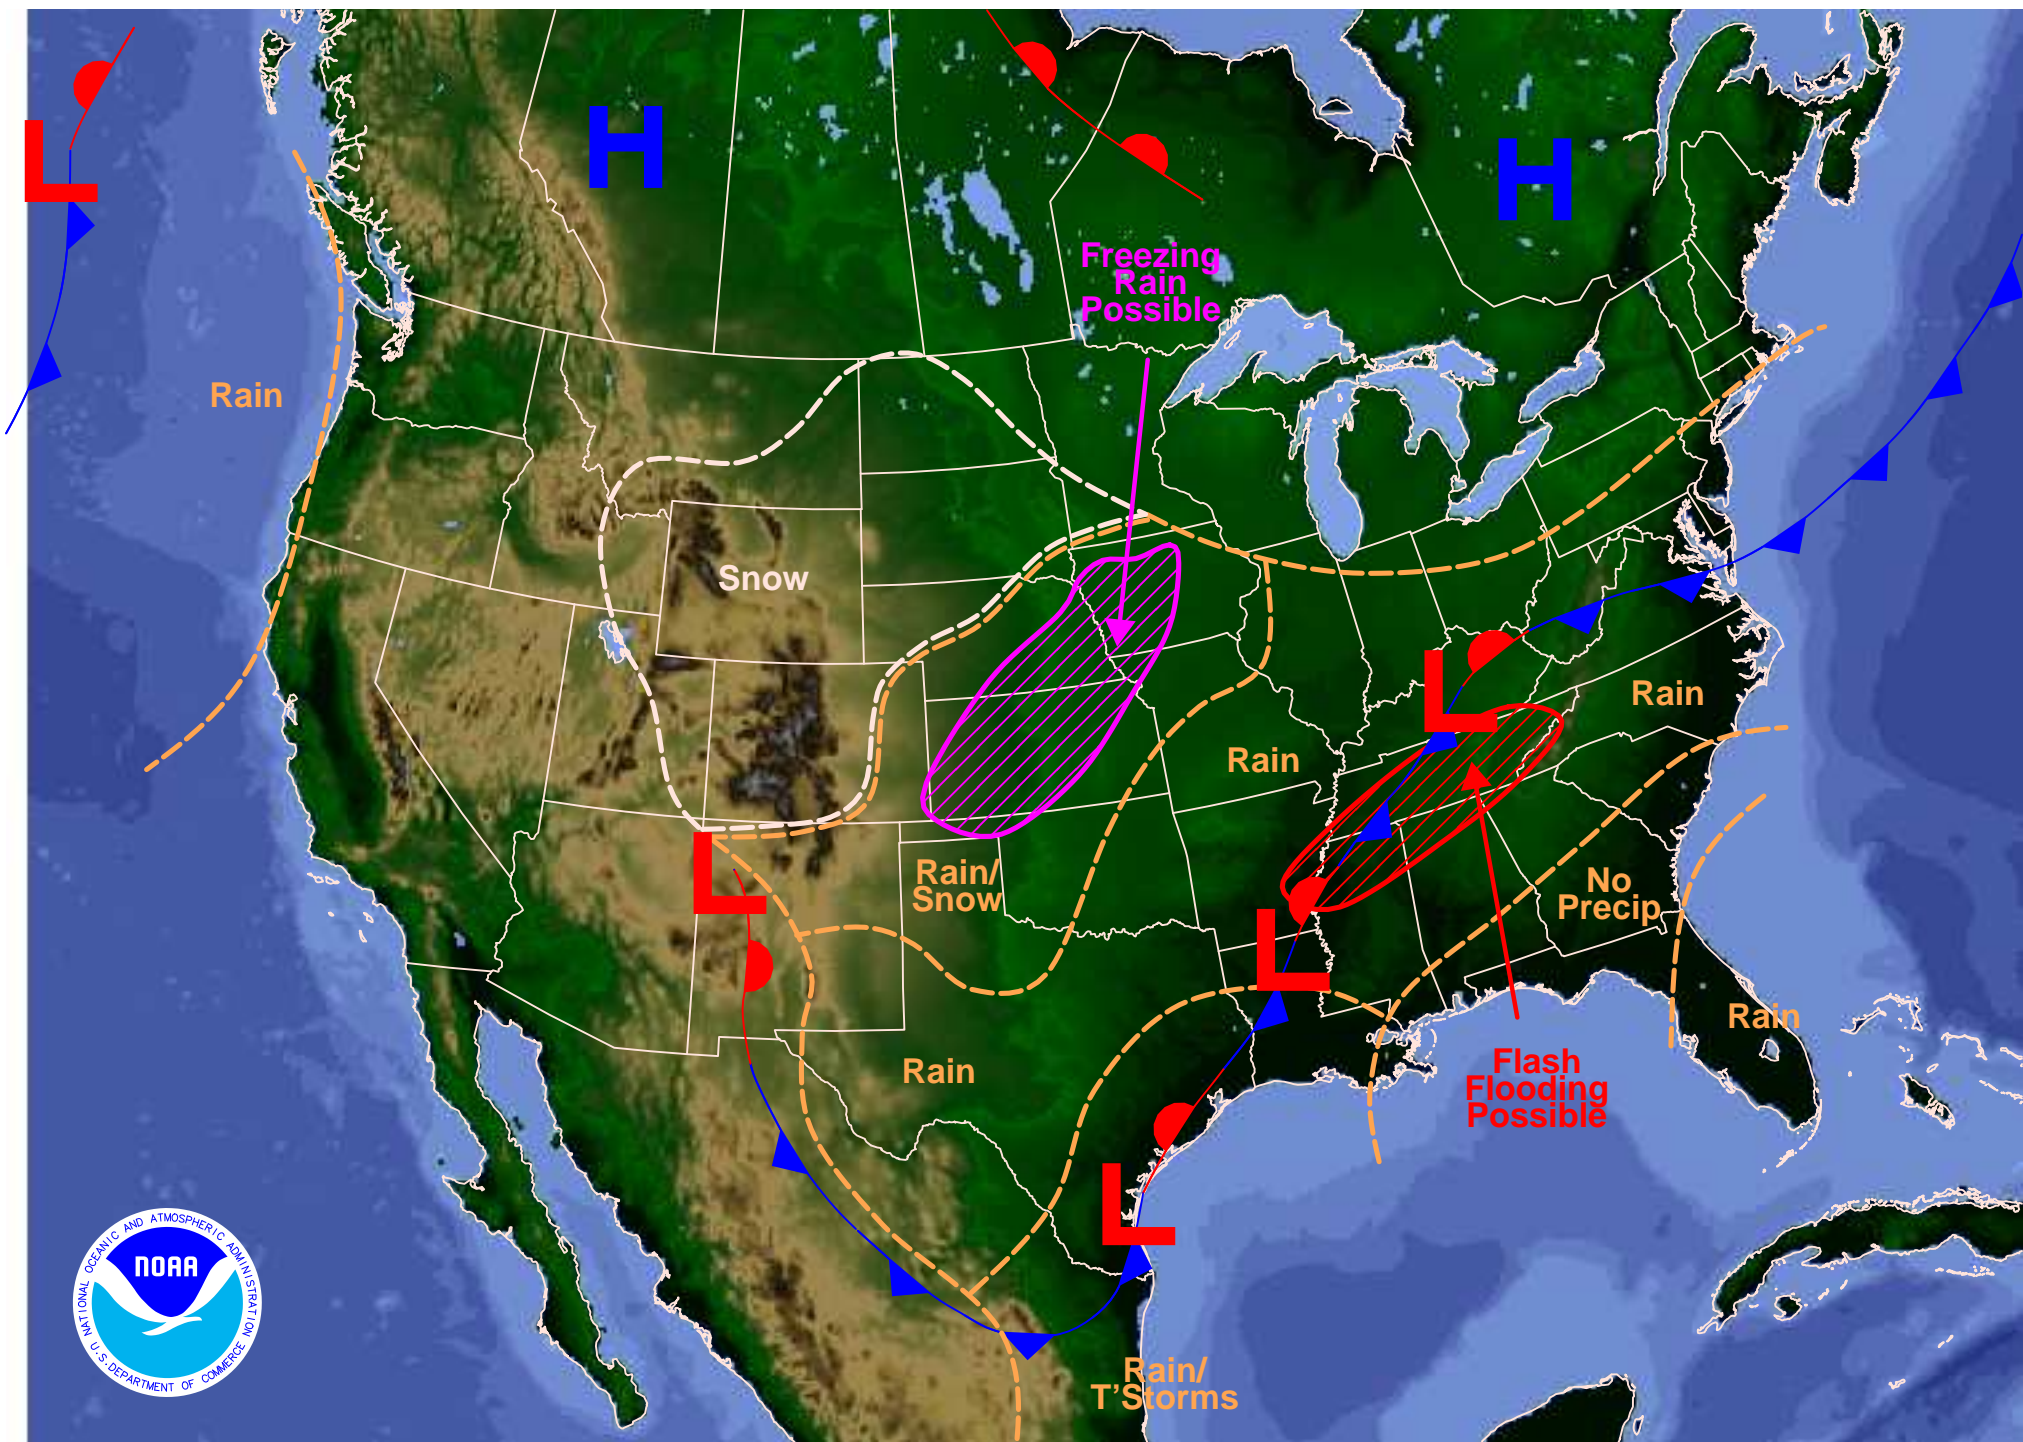 H
H
L
Freezing
Rain
Possible
Rain
Snow
L
Rain
Rain
L
Rain/
Snow
No
Precip
L
Rain
Rain
Flash
Flooding
Possible
L
Rain/
T'Storms
NATIONAL OCEANIC AND ATMOSPHERIC ADMINISTRATION
NOAA
U.S. DEPARTMENT OF COMMERCE